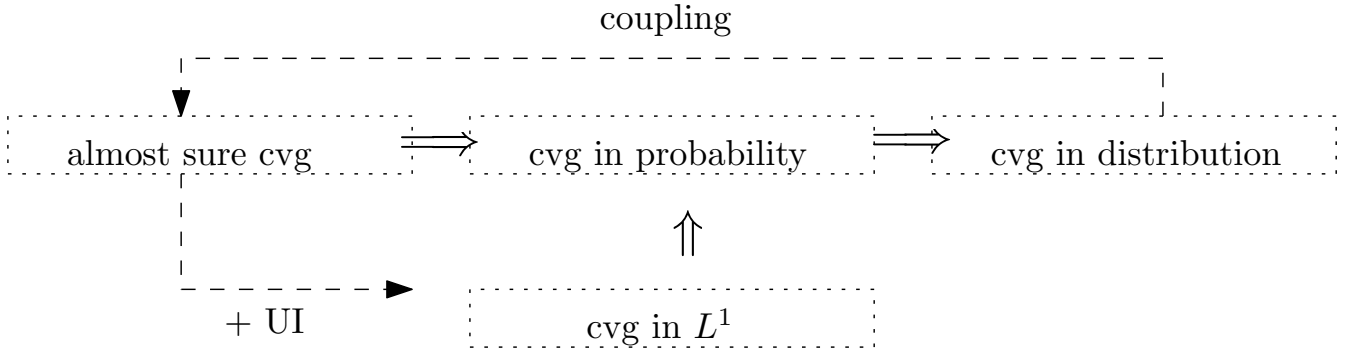 coupling
almost sure cvg
cvg in probability
cvg in distribution
+ UI
cvg in L¹